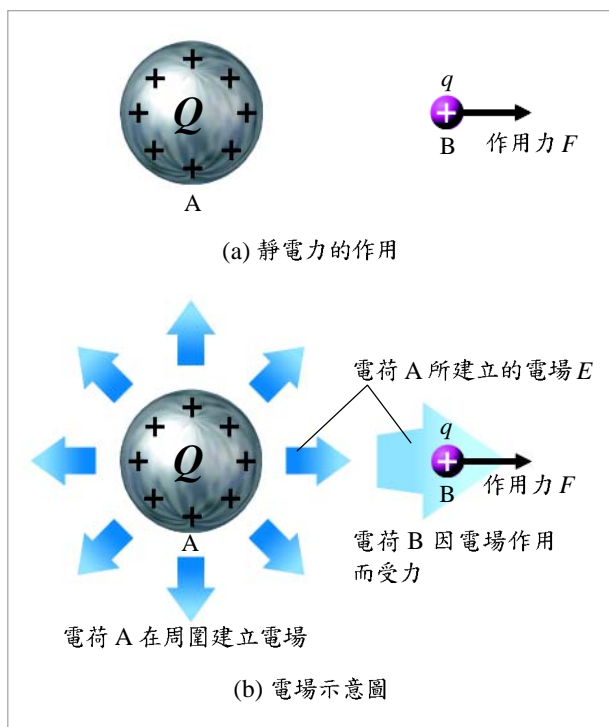 Q
A
q
B
作用力 F
(a) 靜電力的作用
電荷 A 所建立的電場 E
Q
A
q
B
作用力 F
電荷 B 因電場作用
而受力
電荷 A 在周圍建立電場
(b) 電場示意圖